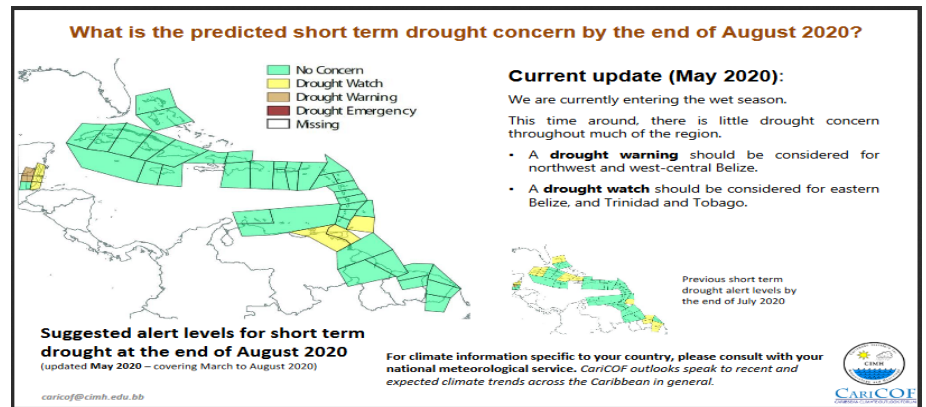 What is the predicted short term drought concern by the end of August 2020?
No Concern
Drought Watch
Drought Warning
Drought Emergency
Missing
Current update (May 2020):
We are currently entering the wet season.
This time around, there is little drought concern
throughout much of the region.
• A drought warning should be considered for
northwest and west-central Belize.
• A drought watch should be considered for eastern
Belize, and Trinidad and Tobago.
Previous short term
drought alert levels by
the end of July 2020
Suggested alert levels for short term
drought at the end of August 2020
(updated May 2020 – covering March to August 2020)
For climate information specific to your country, please consult with your
national meteorological service. CariCOF outlooks speak to recent and
expected climate trends across the Caribbean in general.
caricof@cimh.edu.bb
CIMH
CARICOF